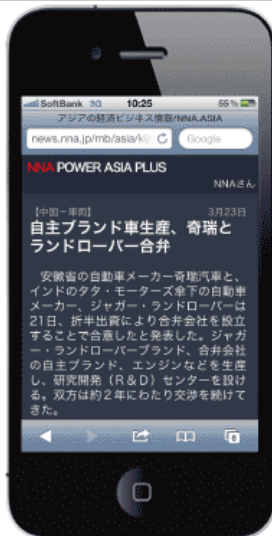 SoftBank 3G 10:25 55%
アジアの経済ビジネス情報/NNA.ASIA
news.nna.jp/mb/asia/kij Google
NNA POWER ASIA PLUS
NNAさん
【中国－車両】 3月23日
自主ブランド車生産、奇瑞と
ランドローバー合弁
安徽省の自動車メーカー奇瑞汽車と、
インドのタタ・モーターズ傘下の自動車
メーカー、ジャガー・ランドローバーは
21日、折半出資により合弁会社を設立
することで合意したと発表した。ジャガ
ー・ランドローバーブランド、合弁会社
の自主ブランド、エンジンなどを生産
し、研究開発（R＆D）センターを設け
る。双方は約２年にわたり交渉を続けて
きた。
6